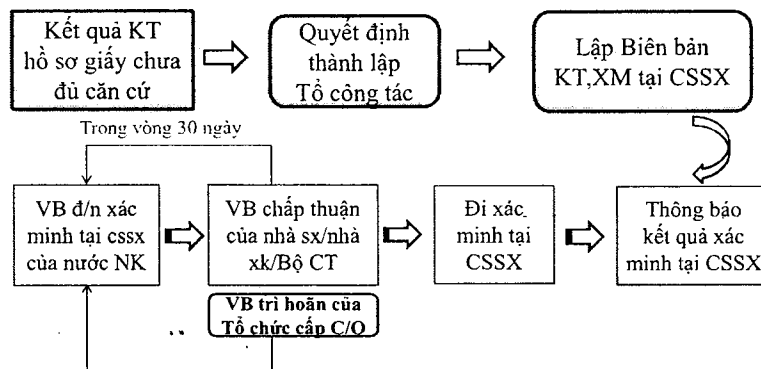 Kết quả KT
hồ sơ giấy chưa
đủ căn cứ
Quyết định
thành lập
Tổ công tác
Lập Biên bản
KT,XM tại CSSX
Trong vòng 30 ngày
VB đ/n xác
minh tại cssx
của nước NK
VB chấp thuận
của nhà sx/nhà
xk/Bộ CT
Đi xác
minh tại
CSSX
Thông báo
kết quả xác
minh tại CSSX
VB trì hoãn của
Tổ chức cấp C/O